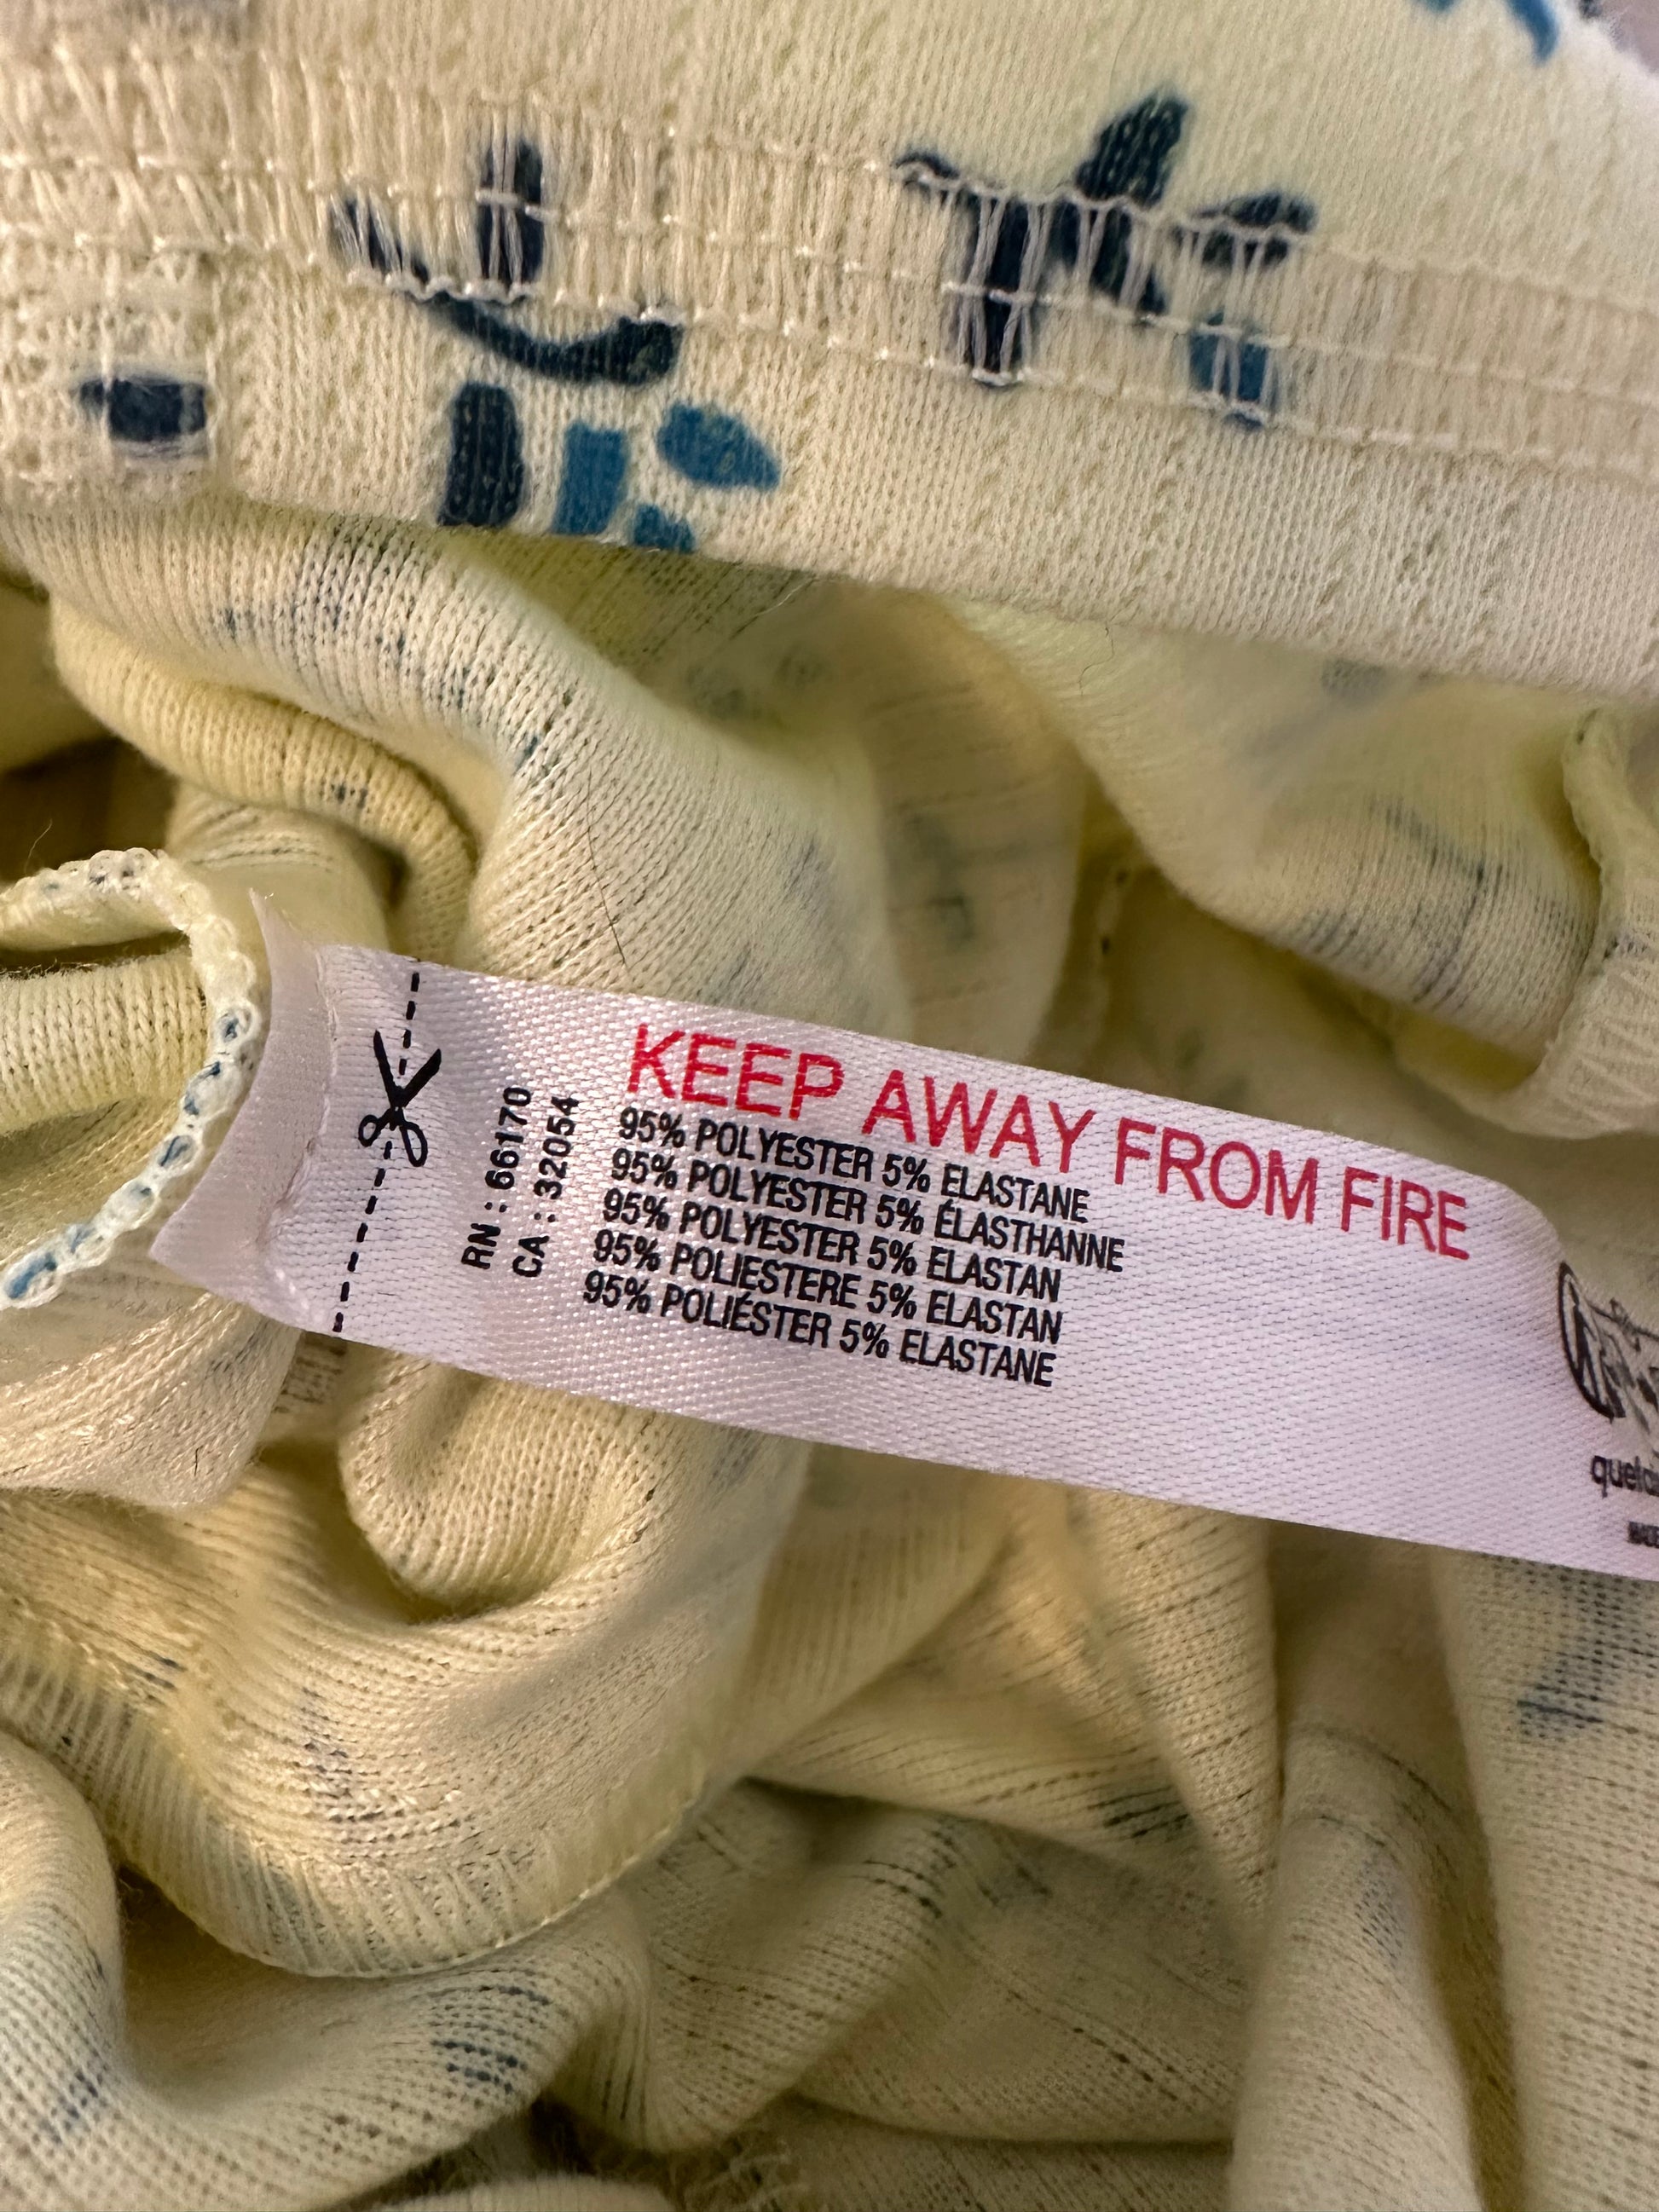 KEEP AWAY FROM FIRE
95% POLYESTER 5% ELASTANE
95% POLYESTER 5% ÉLASTHANNE
95% POLYESTER 5% ELASTAN
95% POLIESTERE 5% ELASTAN
95% POLIÉSTER 5% ELASTANE
RN : 66170
CA : 32054